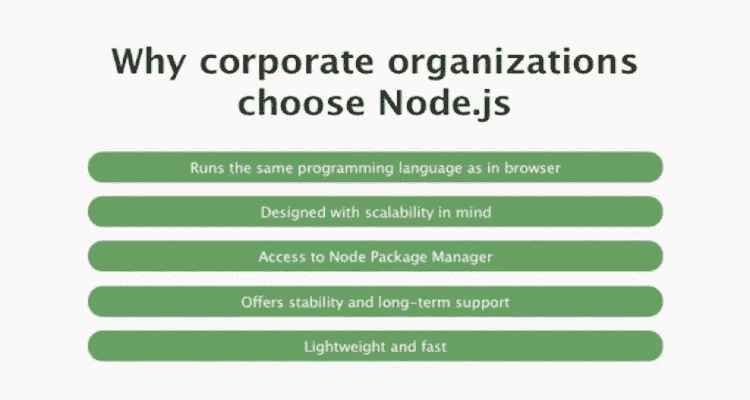 Why corporate organizations
choose Node.js
Runs the same programming language as in browser
Designed with scalability in mind
Access to Node Package Manager
Offers stability and long-term support
Lightweight and fast